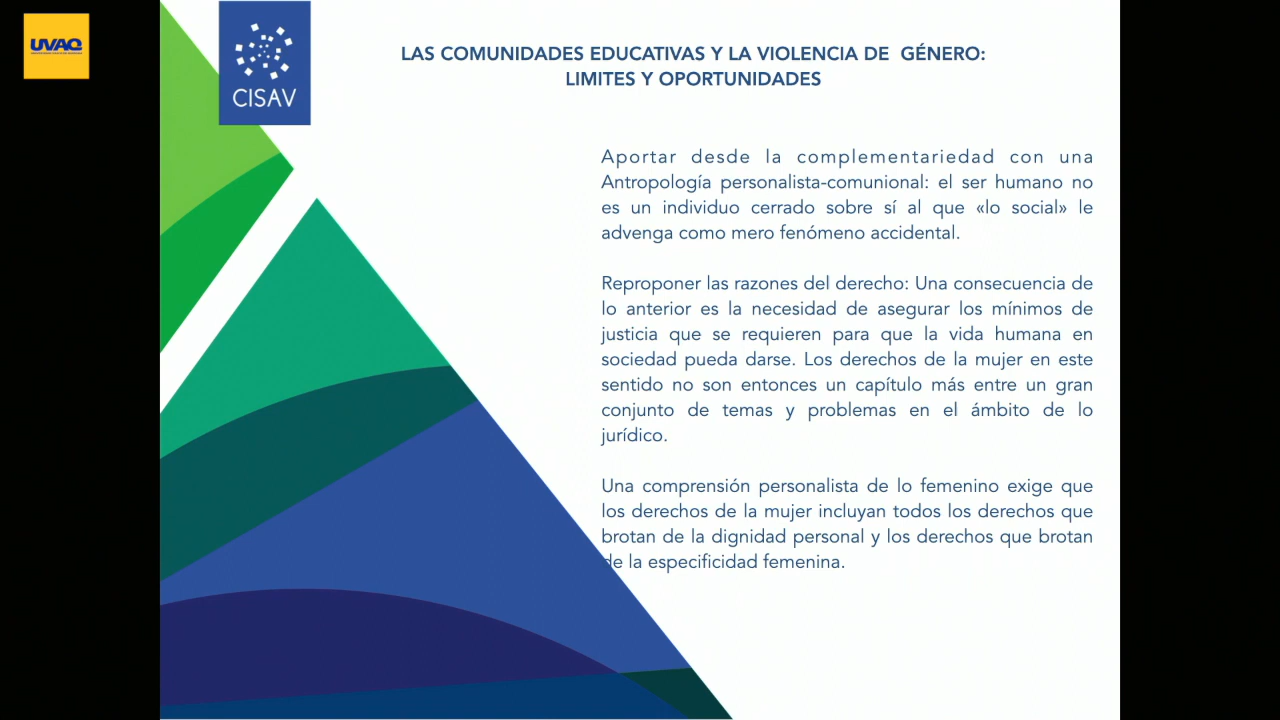 UVAQ
CISAV
LAS COMUNIDADES EDUCATIVAS Y LA VIOLENCIA DE GÉNERO:
LIMITES Y OPORTUNIDADES
Aportar desde la complementariedad con una
Antropología personalista-comunional: el ser humano no
es un individuo cerrado sobre sí al que «lo social» le
advenga como mero fenómeno accidental.
Reproponer las razones del derecho: Una consecuencia de
lo anterior es la necesidad de asegurar los mínimos de
justicia que se requieren para que la vida humana en
sociedad pueda darse. Los derechos de la mujer en este
sentido no son entonces un capítulo más entre un gran
conjunto de temas y problemas en el ámbito de lo
jurídico.
Una comprensión personalista de lo femenino exige que
los derechos de la mujer incluyan todos los derechos que
brotan de la dignidad personal y los derechos que brotan
de la especificidad femenina.